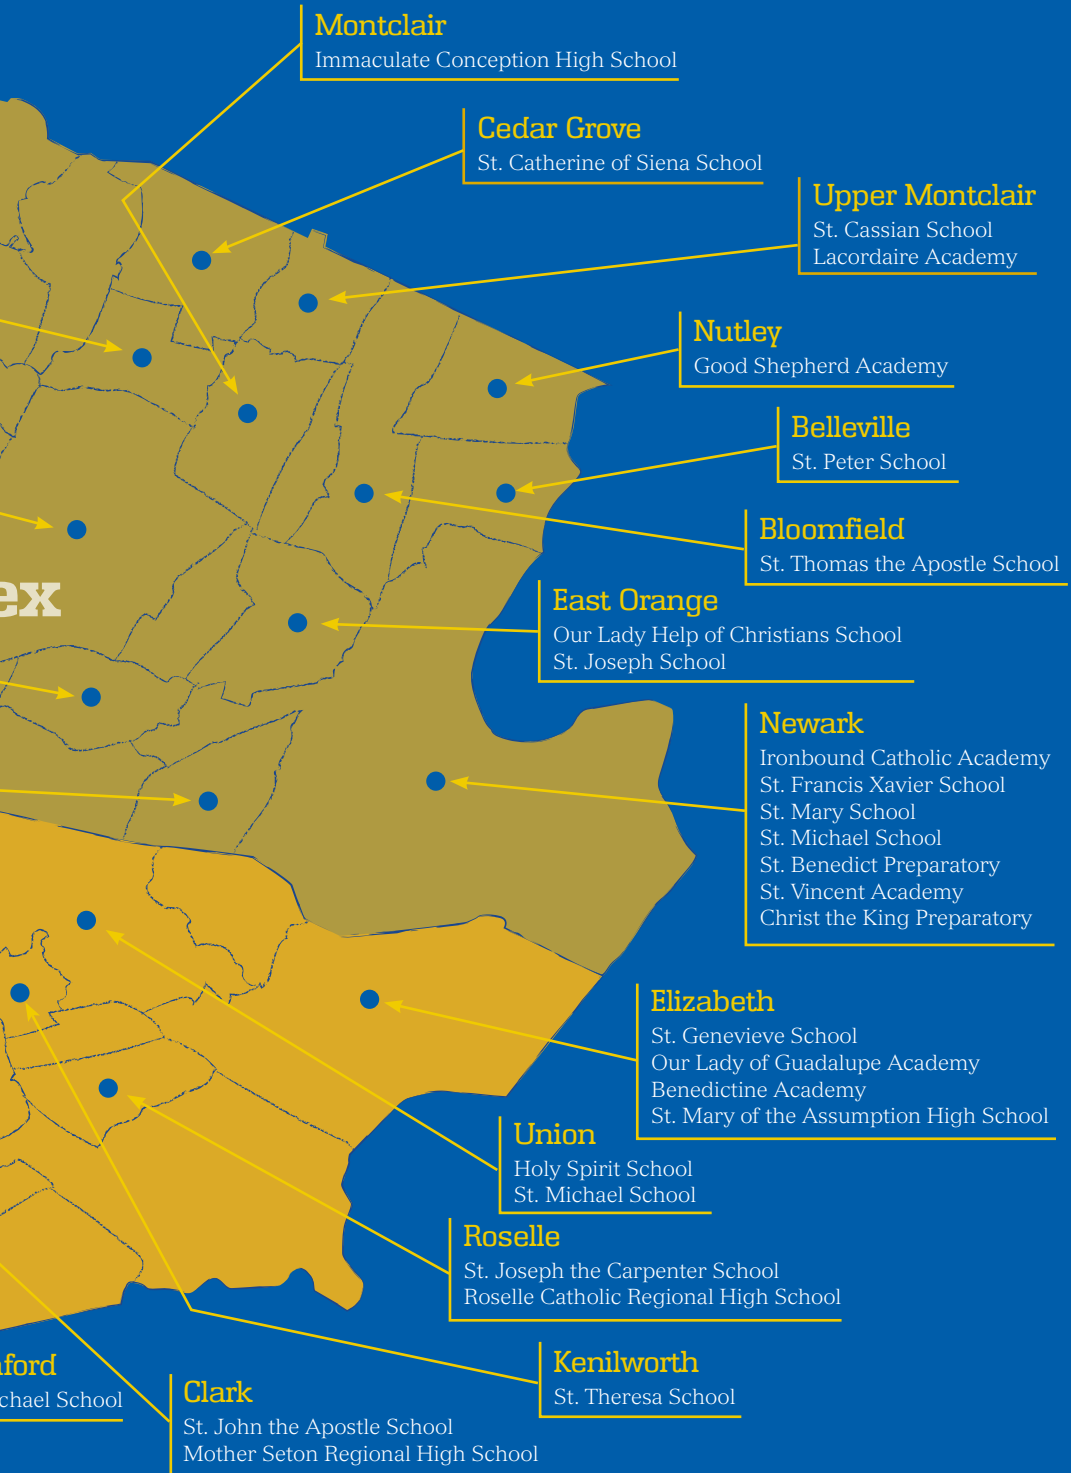 Montclair
Immaculate Conception High School
Cedar Grove
St. Catherine of Siena School
Upper Montclair
St. Cassian School
Lacordaire Academy
Nutley
Good Shepherd Academy
Belleville
St. Peter School
Bloomfield
St. Thomas the Apostle School
ex
East Orange
Our Lady Help of Christians School
St. Joseph School
Newark
Ironbound Catholic Academy
St. Francis Xavier School
St. Mary School
St. Michael School
St. Benedict Preparatory
St. Vincent Academy
Christ the King Preparatory
Elizabeth
St. Genevieve School
Our Lady of Guadalupe Academy
Benedictine Academy
St. Mary of the Assumption High School
Union
Holy Spirit School
St. Michael School
Roselle
St. Joseph the Carpenter School
Roselle Catholic Regional High School
Kenilworth
St. Theresa School
ford
chael School
Clark
St. John the Apostle School
Mother Seton Regional High School